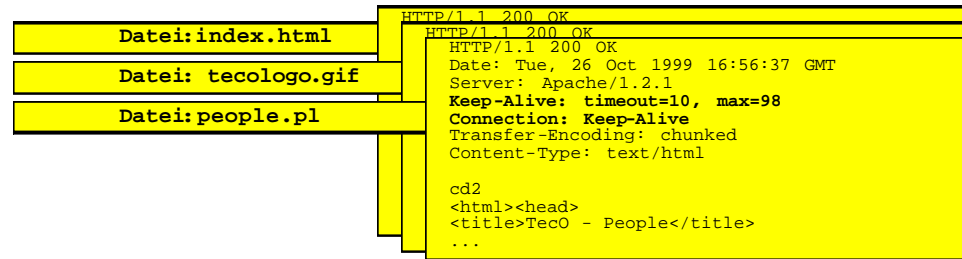 HTTP/1.1 200 OK
Datei:index.html
HTTP/1.1 200 OK
Datei: tecologo.gif
Datei:people.pl
HTTP/1.1 200 OK
Date: Tue, 26 Oct 1999 16:56:37 GMT
Server: Apache/1.2.1
Keep-Alive: timeout=10, max=98
Connection: Keep-Alive
Transfer-Encoding: chunked
Content-Type: text/html
cd2
<html><head>
<title>TecO - People</title>
...